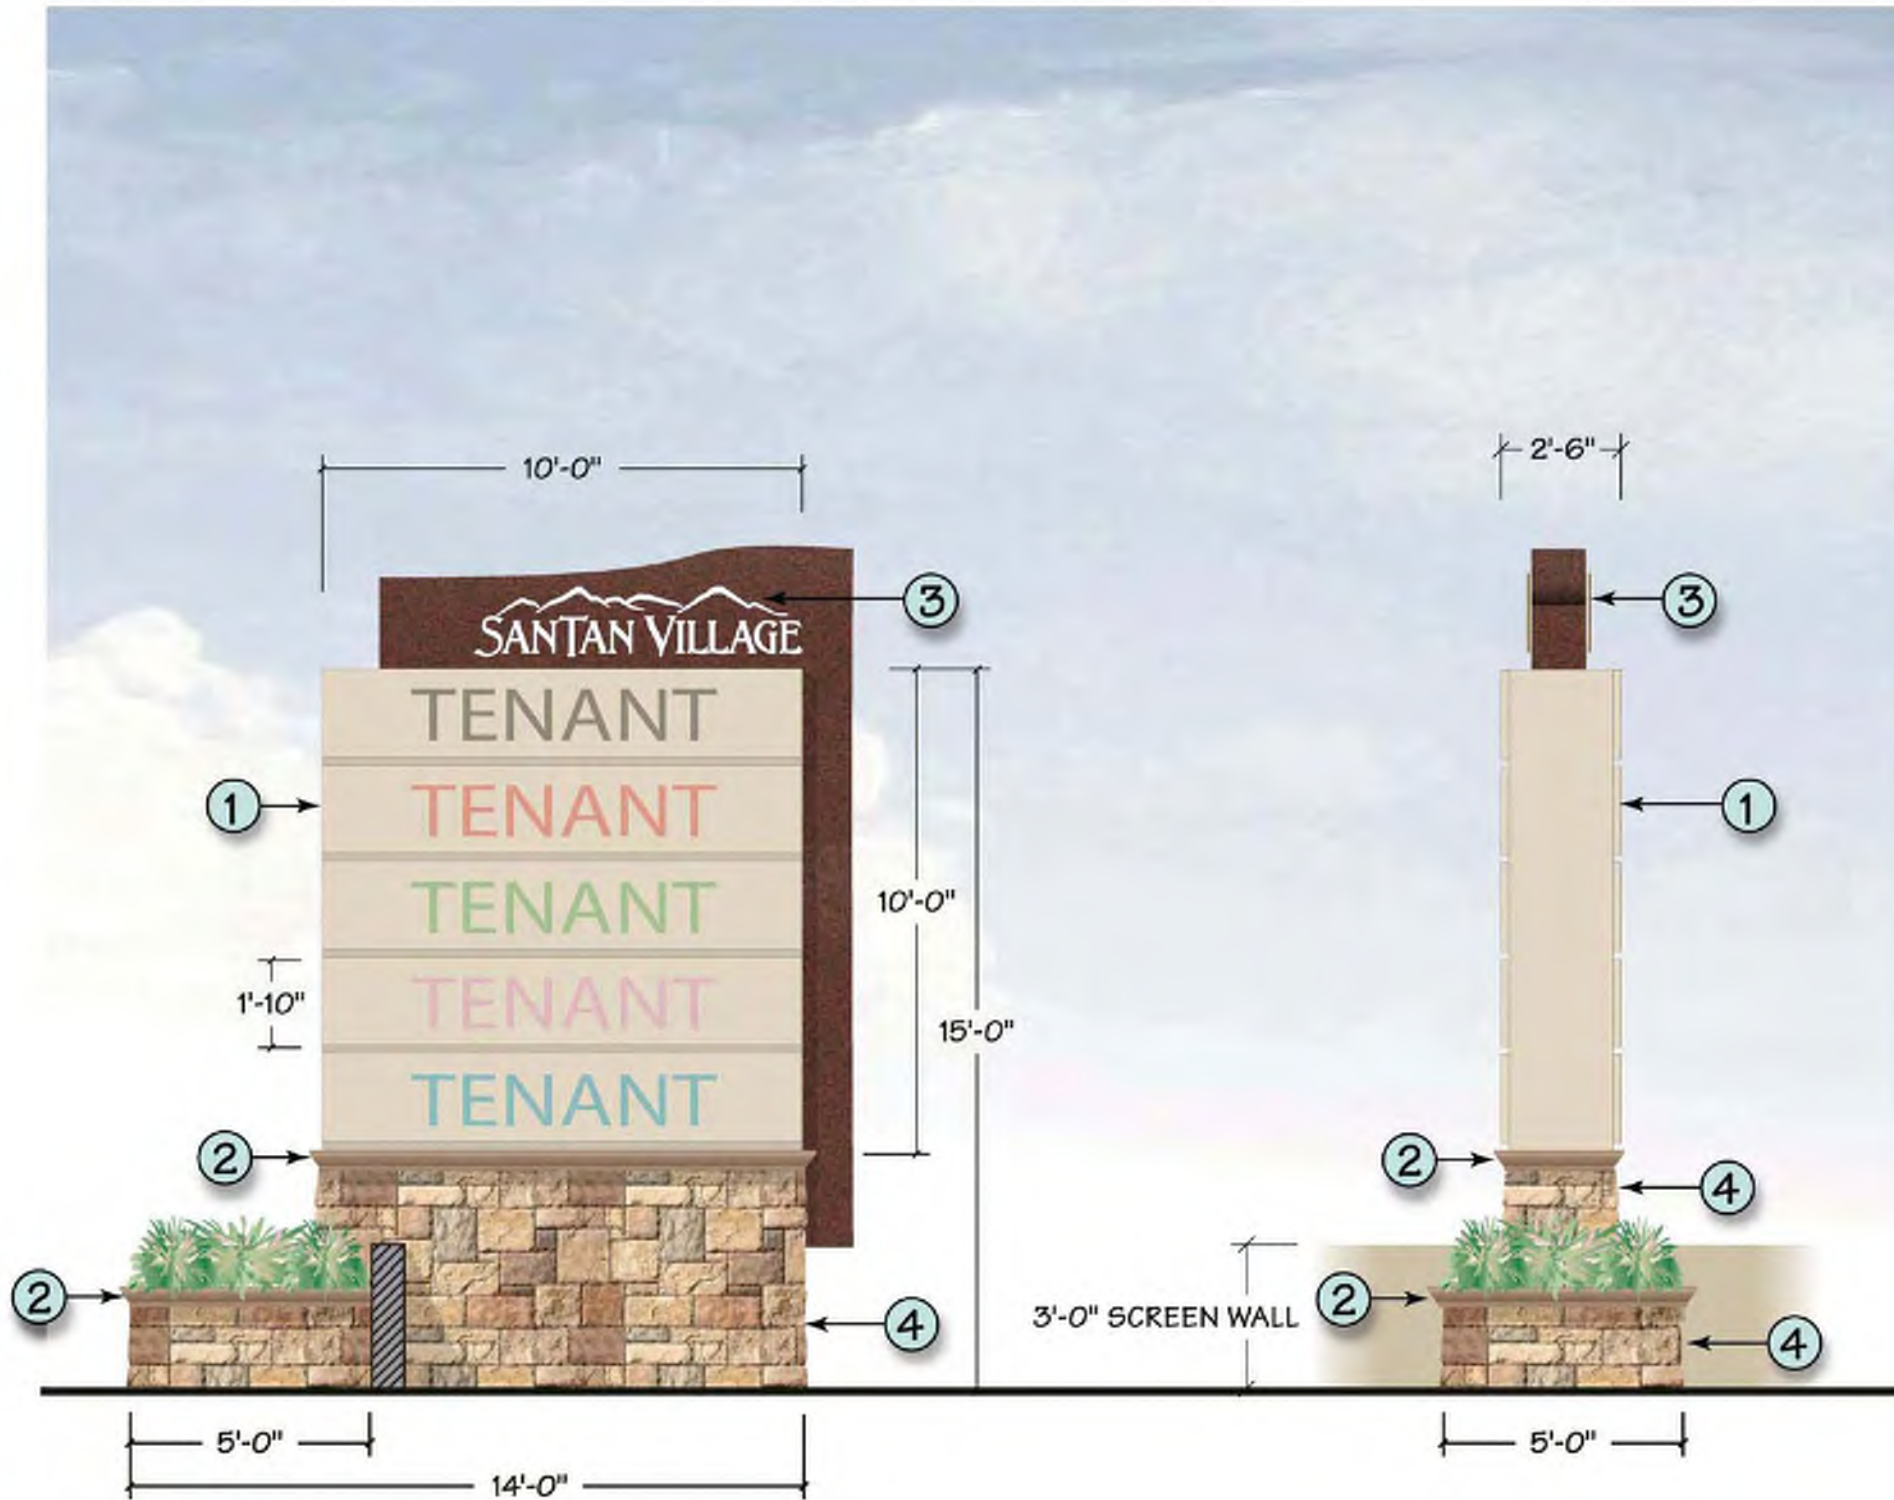 10'-0"
2'-6"
3
3
SANTAN VILLAGE
TENANT
1
TENANT
1
10'-0"
TENANT
1'-10"
TENANT
15'-0"
TENANT
2
2
4
2
3'-0" SCREEN WALL
2
4
4
5'-0"
5'-0"
14'-0"